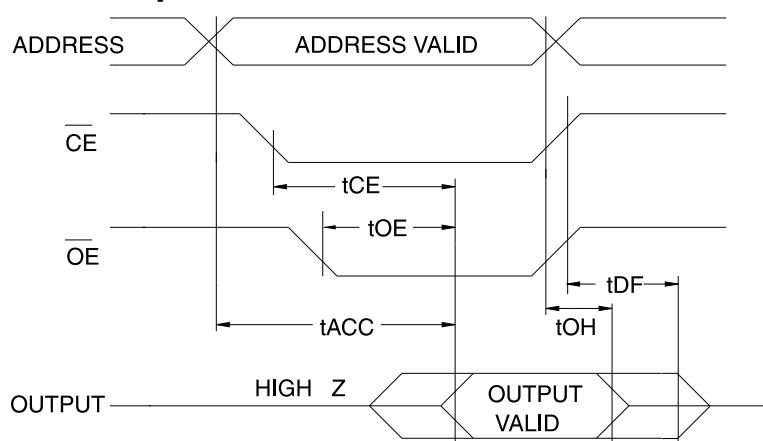 ADDRESS
ADDRESS VALID
CE
tCE
tOE
OE
tDF
tACC
tOH
HIGH Z
OUTPUT
OUTPUT
VALID